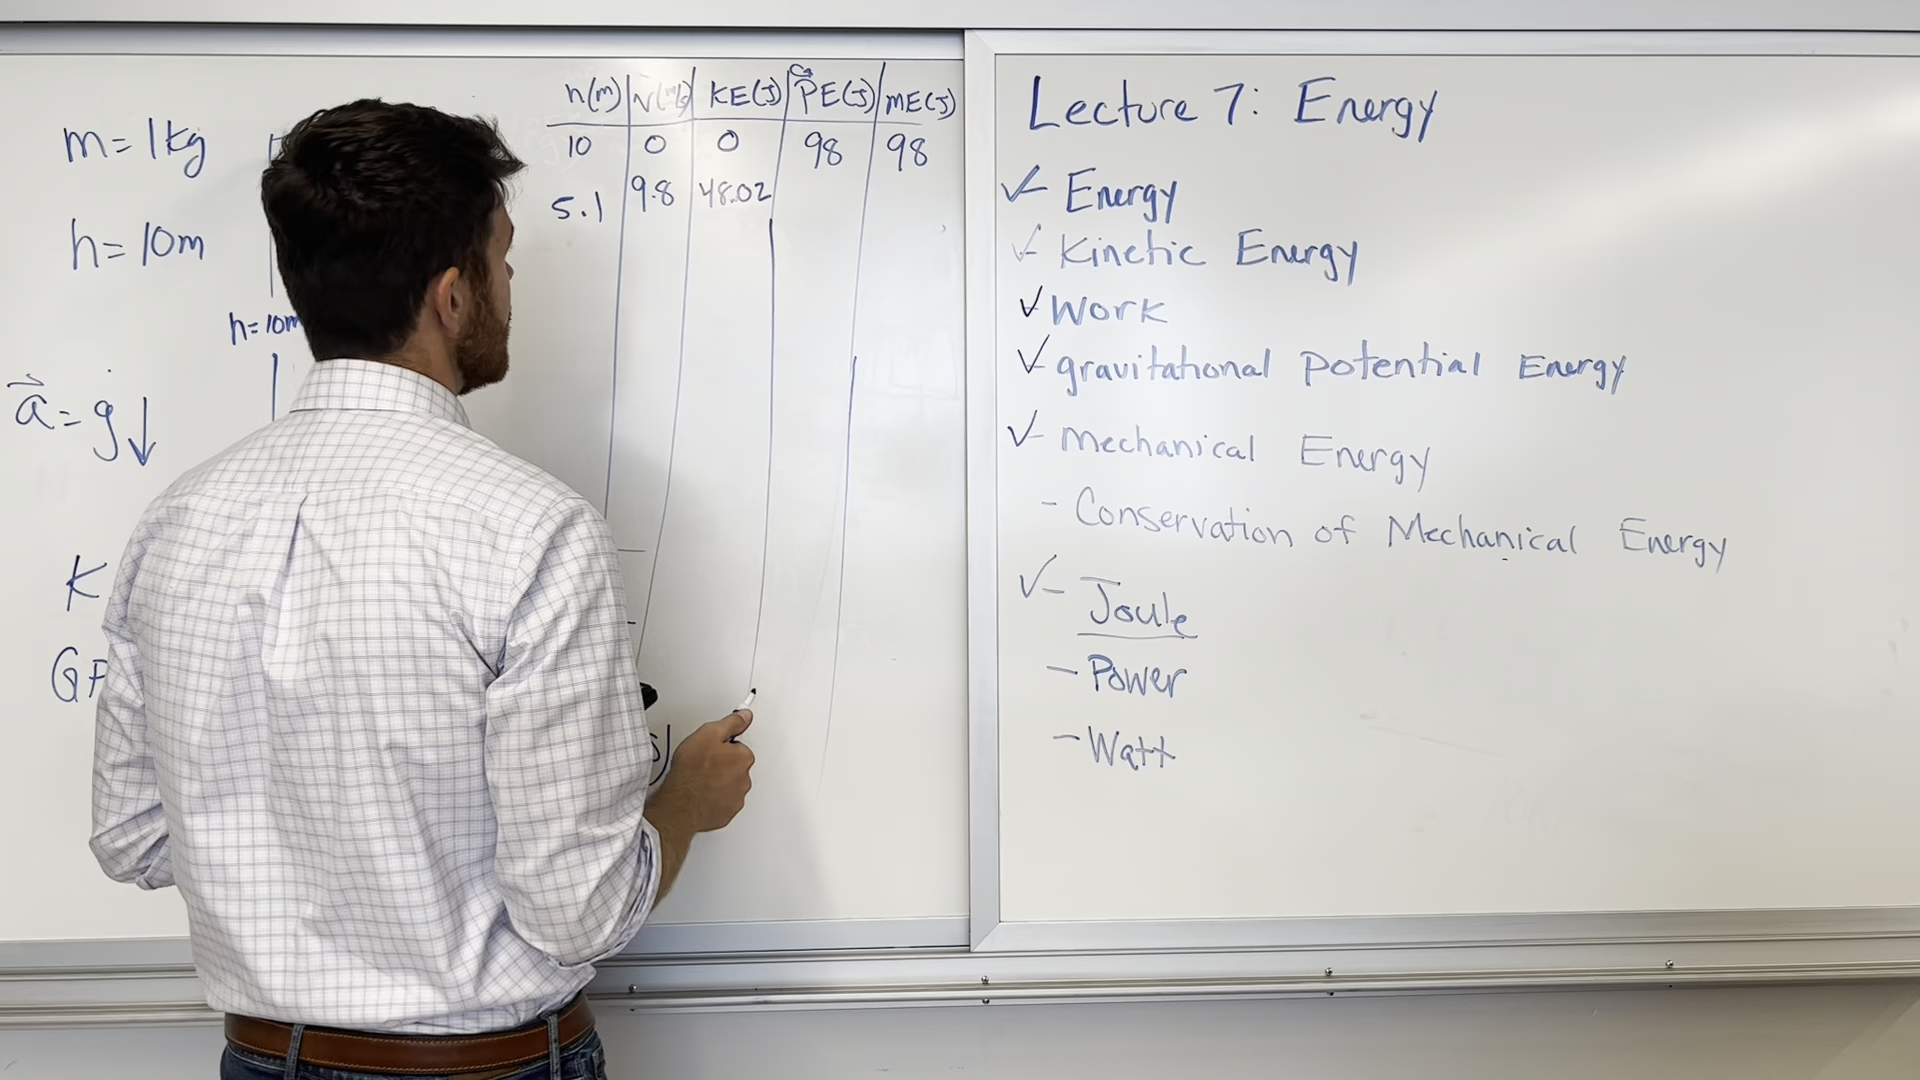 m = 1kg
h = 10m
h = 10m
a = g ↓
K
GP
h(m) V(m/s) KE(J) GPE(J) ME(J)
10 0 0 98 98
5.1 9.8 48.02
Lecture 7: Energy
✓- Energy
✓- Kinetic Energy
✓ Work
✓- gravitational Potential Energy
✓- Mechanical Energy
- Conservation of Mechanical Energy
✓- Joule
- Power
- Watt